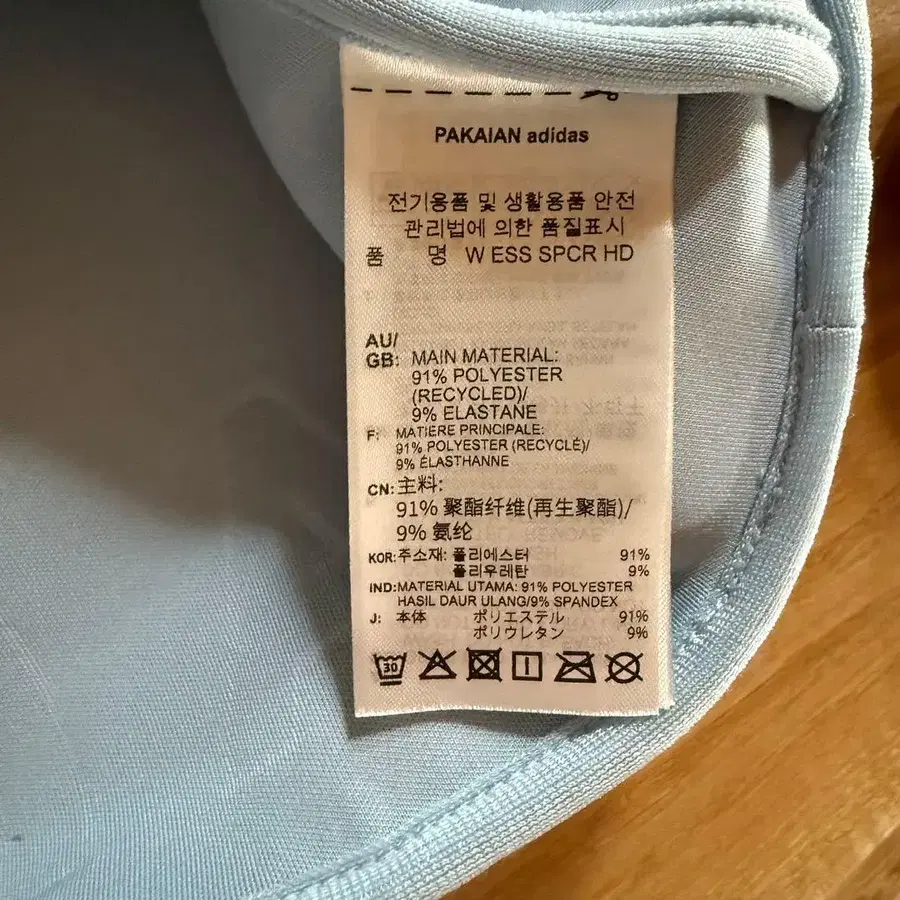 PAKAIAN adidas
전기용품 및 생활용품 안전
관리법에 의한 품질표시
품 명 W ESS SPCR HD
AU/
GB: MAIN MATERIAL:
91% POLYESTER
(RECYCLED)/
9% ELASTANE
F: MATIERE PRINCIPALE:
91% POLYESTER (RECYCLÉ)/
9% ÉLASTHANNE
CN: 主料:
91% 聚酯纤维(再生聚酯)/
9% 氨纶
KOR: 주소재: 폴리에스터 91%
폴리우레탄 9%
IND: MATERIAL UTAMA: 91% POLYESTER
HASIL DAUR ULANG/9% SPANDEX
J: 本体 ポリエステル 91%
ポリウレタン 9%
30